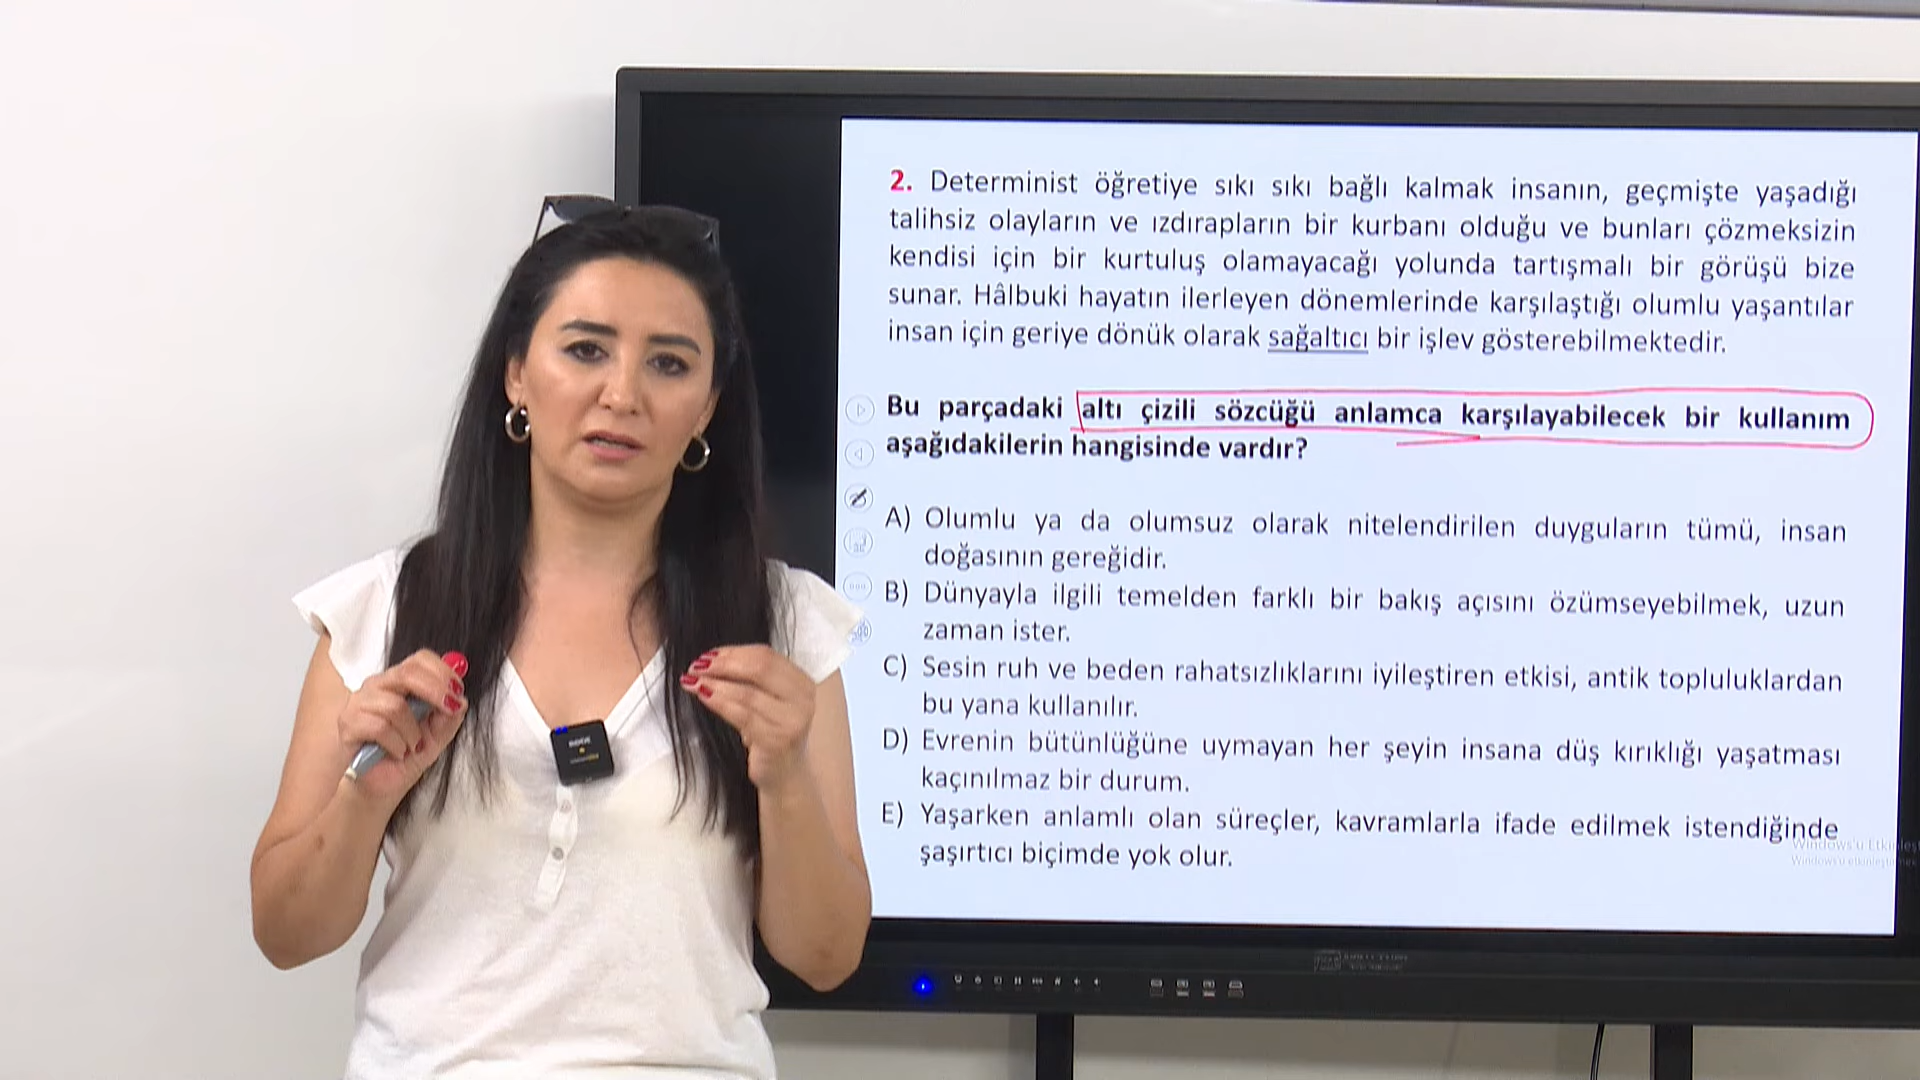 2. Determinist öğretiye sıkı sıkı bağlı kalmak insanın, geçmişte yaşadığı
talihsiz olayların ve ızdırapların bir kurbanı olduğu ve bunları çözmeksizin
kendisi için bir kurtuluş olamayacağı yolunda tartışmalı bir görüşü bize
sunar. Hâlbuki hayatın ilerleyen dönemlerinde karşılaştığı olumlu yaşantılar
insan için geriye dönük olarak sağaltıcı bir işlev gösterebilmektedir.
Bu parçadaki altı çizili sözcüğü anlamca karşılayabilecek bir kullanım
aşağıdakilerin hangisinde vardır?
A) Olumlu ya da olumsuz olarak nitelendirilen duyguların tümü, insan
doğasının gereğidir.
B) Dünyayla ilgili temelden farklı bir bakış açısını özümseyebilmek, uzun
zaman ister.
C) Sesin ruh ve beden rahatsızlıklarını iyileştiren etkisi, antik topluluklardan
bu yana kullanılır.
D) Evrenin bütünlüğüne uymayan her şeyin insana düş kırıklığı yaşatması
kaçınılmaz bir durum.
E) Yaşarken anlamlı olan süreçler, kavramlarla ifade edilmek istendiğinde
şaşırtıcı biçimde yok olur.
Windows'u
Windows'u